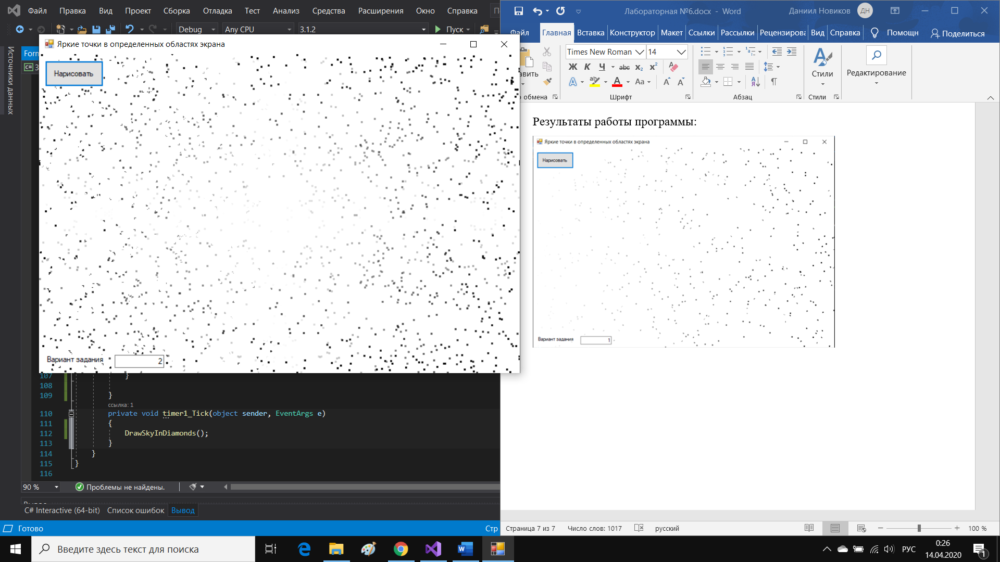 Файл Правка Вид Проект Сборка Отладка Тест Анализ Средства Расширения Окно Справка
Debug Any CPU 3.1.2 Пуск
Источники данных
Яркие точки в определенных областях экрана
Нарисовать
Вариант задания 2
107 }
108
109 }
ссылка: 1
110 private void timer1_Tick(object sender, EventArgs e)
111 {
112 DrawSkyInDiamonds();
113 }
114 }
115 }
116
90 % Проблемы не найдены.
C# Interactive (64-bit) Список ошибок Вывод
Готово Стр
Лабораторная №6.docx - Word Даниил Новиков ДН
Файл Главная Вставка Конструктор Макет Ссылки Рассылки Рецензирова Вид Справка Помощн Поделиться
Times New Roman 14
Ж К Ч abc x₂ x²
Aa
Стили
Редактирование
обмена Шрифт Абзац Стили
Результаты работы программы:
Яркие точки в определенных областях экрана
Нарисовать
Вариант задания 1
Страница 7 из 7 Число слов: 1017 русский 100 %
Введите здесь текст для поиска
РУС
0:26
14.04.2020
1